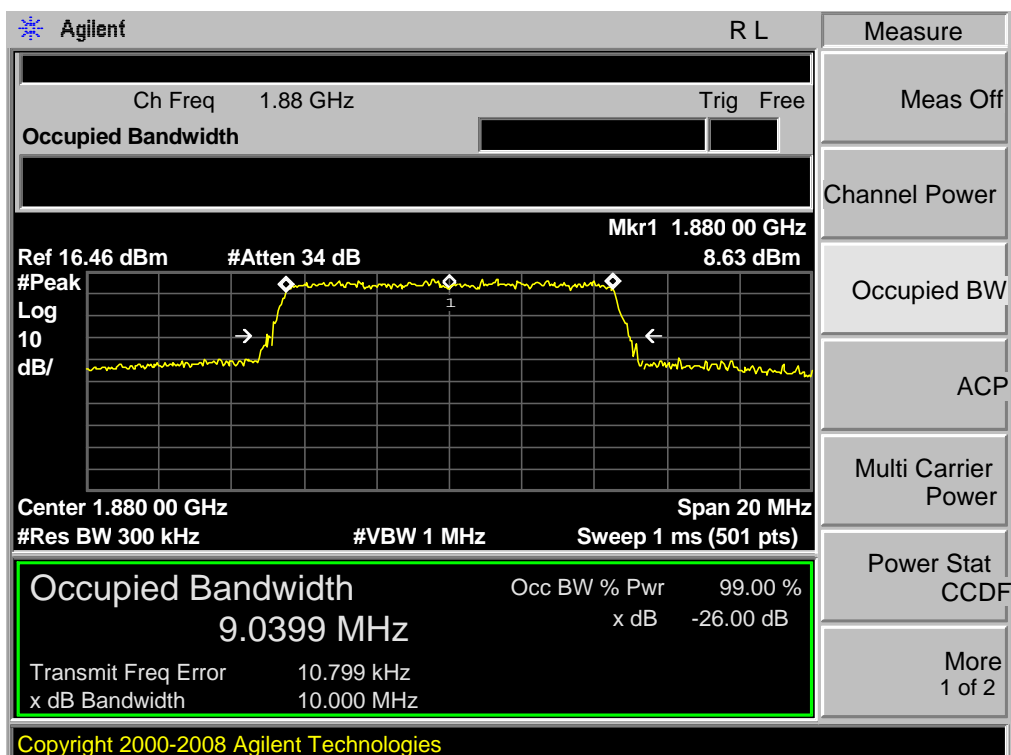 Agilent R L Measure
Ch Freq 1.88 GHz Trig Free
Occupied Bandwidth
Meas Off
Channel Power
Mkr1 1.880 00 GHz
Ref 16.46 dBm #Atten 34 dB 8.63 dBm
#Peak
Log
10
dB/
1
Occupied BW
ACP
Multi Carrier
Power
Center 1.880 00 GHz Span 20 MHz
#Res BW 300 kHz #VBW 1 MHz Sweep 1 ms (501 pts)
Occupied Bandwidth Occ BW % Pwr 99.00 %
9.0399 MHz x dB -26.00 dB
Transmit Freq Error 10.799 kHz
x dB Bandwidth 10.000 MHz
Power Stat
CCDF
More
1 of 2
Copyright 2000-2008 Agilent Technologies